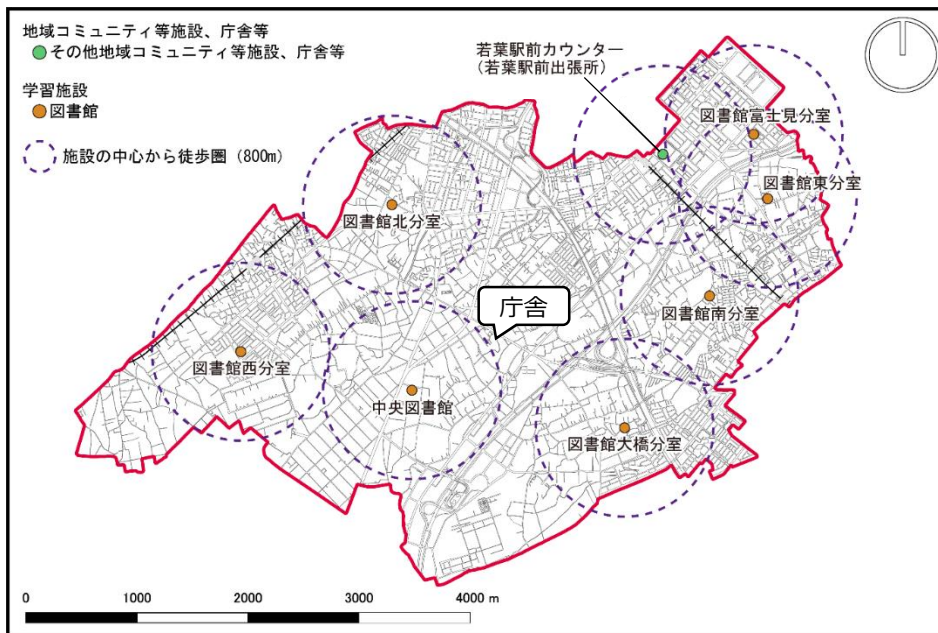 地域コミュニティ等施設、庁舎等
その他地域コミュニティ等施設、庁舎等
学習施設
図書館
施設の中心から徒歩圏（800m）
若葉駅前カウンター
（若葉駅前出張所）
図書館富士見分室
図書館東分室
図書館北分室
図書館南分室
庁舎
図書館西分室
中央図書館
図書館大橋分室
0 1000 2000 3000 4000 m